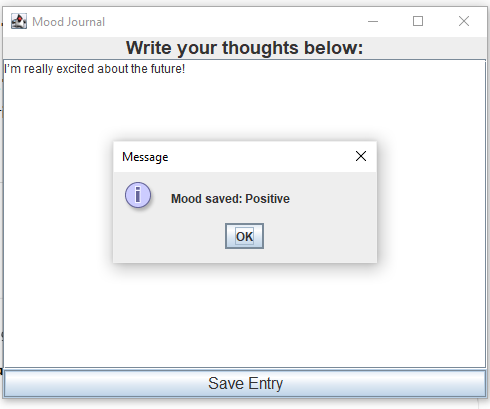 Mood Journal
Write your thoughts below:
I'm really excited about the future!
Message
Mood saved: Positive
OK
Save Entry